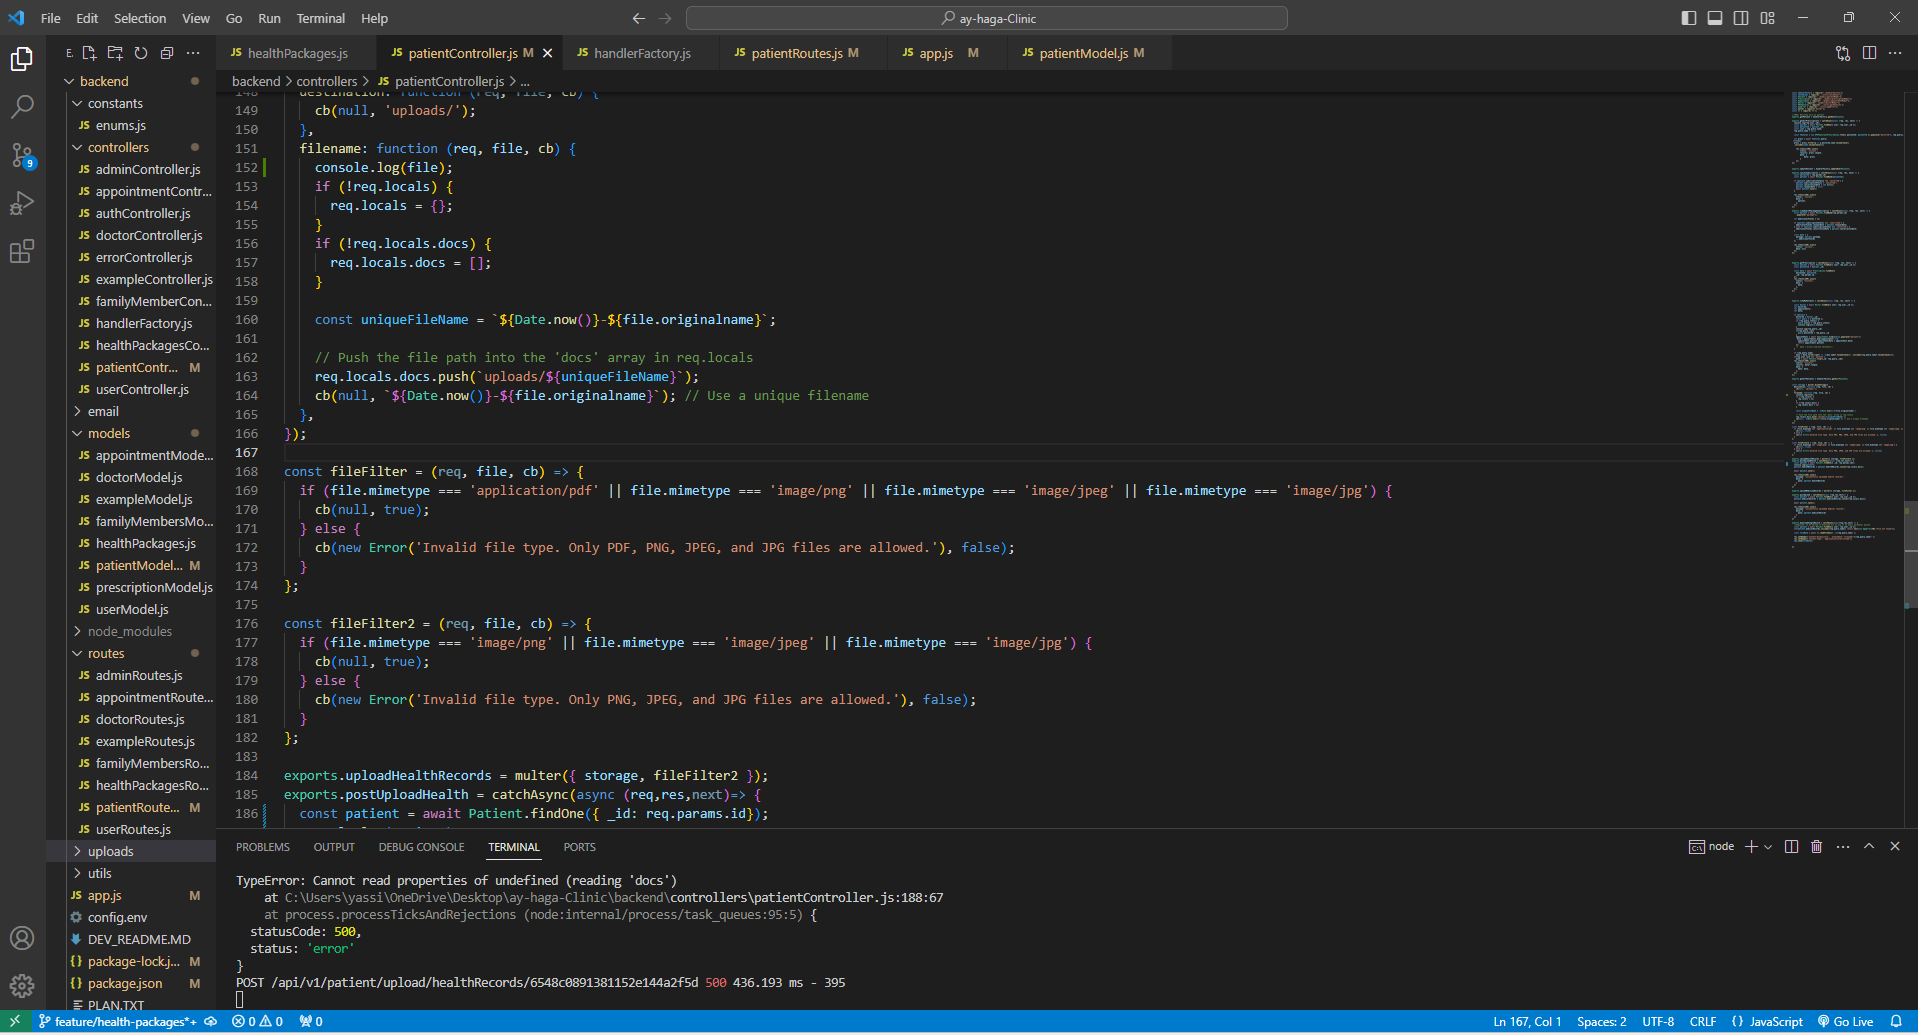 File Edit Selection View Go Run Terminal Help
ay-haga-Clinic
E.
healthPackages.js
patientController.js M
handlerFactory.js
patientRoutes.js M
app.js M
patientModel.js M
backend > controllers > JS patientController.js > ...
backend
constants
JS enums.js
controllers
JS adminController.js
JS appointmentContr...
JS authController.js
JS doctorController.js
JS errorController.js
JS exampleController.js
JS familyMemberCon...
JS handlerFactory.js
JS healthPackagesCo...
JS patientContr... M
JS userController.js
email
models
JS appointmentMode...
JS doctorModel.js
JS exampleModel.js
JS familyMembersMo...
JS healthPackages.js
JS patientModel... M
JS prescriptionModel.js
JS userModel.js
node_modules
routes
JS adminRoutes.js
JS appointmentRoute...
JS doctorRoutes.js
JS exampleRoutes.js
JS familyMembersRo...
JS healthPackagesRo...
JS patientRoute... M
JS userRoutes.js
uploads
utils
JS app.js M
config.env
DEV_README.MD
{} package-lock.j... M
{} package.json M
PLAN.TXT
9
148 destination: function (req, file, cb) {
149 cb(null, 'uploads/');
150 },
151 filename: function (req, file, cb) {
152 console.log(file);
153 if (!req.locals) {
154 req.locals = {};
155 }
156 if (!req.locals.docs) {
157 req.locals.docs = [];
158 }
159
160 const uniqueFileName = `${Date.now()}-${file.originalname}`;
161
162 // Push the file path into the 'docs' array in req.locals
163 req.locals.docs.push(`uploads/${uniqueFileName}`);
164 cb(null, `${Date.now()}-${file.originalname}`); // Use a unique filename
165 },
166 });
167
168 const fileFilter = (req, file, cb) => {
169 if (file.mimetype === 'application/pdf' || file.mimetype === 'image/png' || file.mimetype === 'image/jpeg' || file.mimetype === 'image/jpg') {
170 cb(null, true);
171 } else {
172 cb(new Error('Invalid file type. Only PDF, PNG, JPEG, and JPG files are allowed.'), false);
173 }
174 };
175
176 const fileFilter2 = (req, file, cb) => {
177 if (file.mimetype === 'image/png' || file.mimetype === 'image/jpeg' || file.mimetype === 'image/jpg') {
178 cb(null, true);
179 } else {
180 cb(new Error('Invalid file type. Only PNG, JPEG, and JPG files are allowed.'), false);
181 }
182 };
183
184 exports.uploadHealthRecords = multer({ storage, fileFilter2 });
185 exports.postUploadHealth = catchAsync(async (req,res,next)=> {
186 const patient = await Patient.findOne({ _id: req.params.id});
PROBLEMS OUTPUT DEBUG CONSOLE TERMINAL PORTS
node
TypeError: Cannot read properties of undefined (reading 'docs')
at C:\Users\yassi\OneDrive\Desktop\ay-haga-Clinic\backend\controllers\patientController.js:188:67
at process.processTicksAndRejections (node:internal/process/task_queues:95:5) {
statusCode: 500,
status: 'error'
}
POST /api/v1/patient/upload/healthRecords/6548c0891381152e144a2f5d 500 436.193 ms - 395
feature/health-packages*+ 0 0 0
Ln 167, Col 1 Spaces: 2 UTF-8 CRLF {} JavaScript Go Live